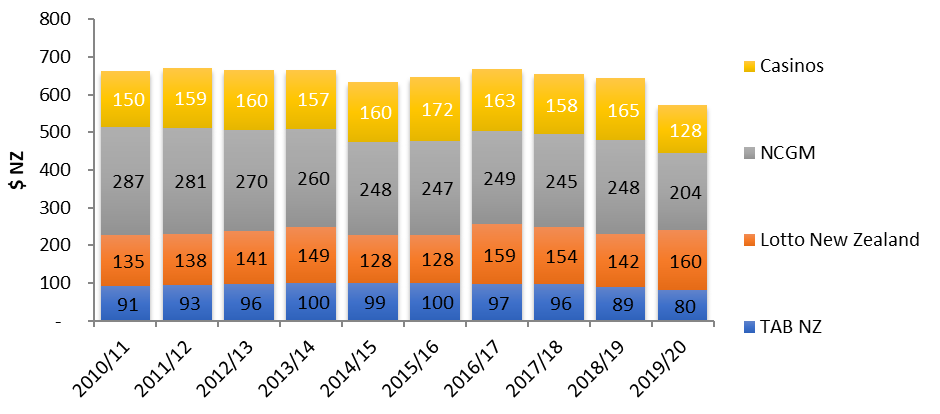 800
700
600
500
400
300
200
100
-
$ NZ
150 159 160 157 160 172 163 158 165 128
287 281 270 260 248 247 249 245 248 204
135 138 141 149 128 128 159 154 142 160
91 93 96 100 99 100 97 96 89 80
2010/11 2011/12 2012/13 2013/14 2014/15 2015/16 2016/17 2017/18 2018/19 2019/20
Casinos
NCGM
Lotto New Zealand
TAB NZ